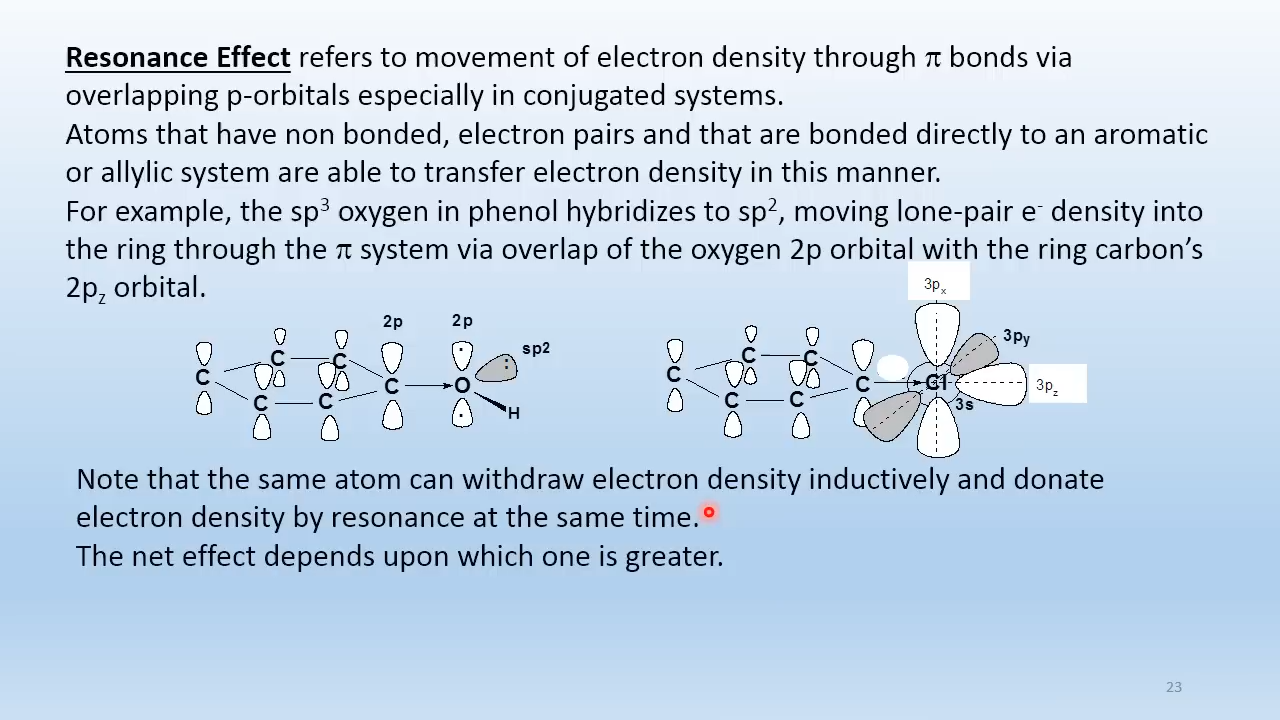 Resonance Effect refers to movement of electron density through π bonds via
overlapping p-orbitals especially in conjugated systems.
Atoms that have non bonded, electron pairs and that are bonded directly to an aromatic
or allylic system are able to transfer electron density in this manner.
For example, the sp³ oxygen in phenol hybridizes to sp², moving lone-pair e⁻ density into
the ring through the π system via overlap of the oxygen 2p orbital with the ring carbon’s
2p_z orbital.
3pₓ
2p 2p
sp2
3py
C C C C O H
C C
C C C C Cl
3p_z
C C
3s
Note that the same atom can withdraw electron density inductively and donate
electron density by resonance at the same time.
The net effect depends upon which one is greater.
23